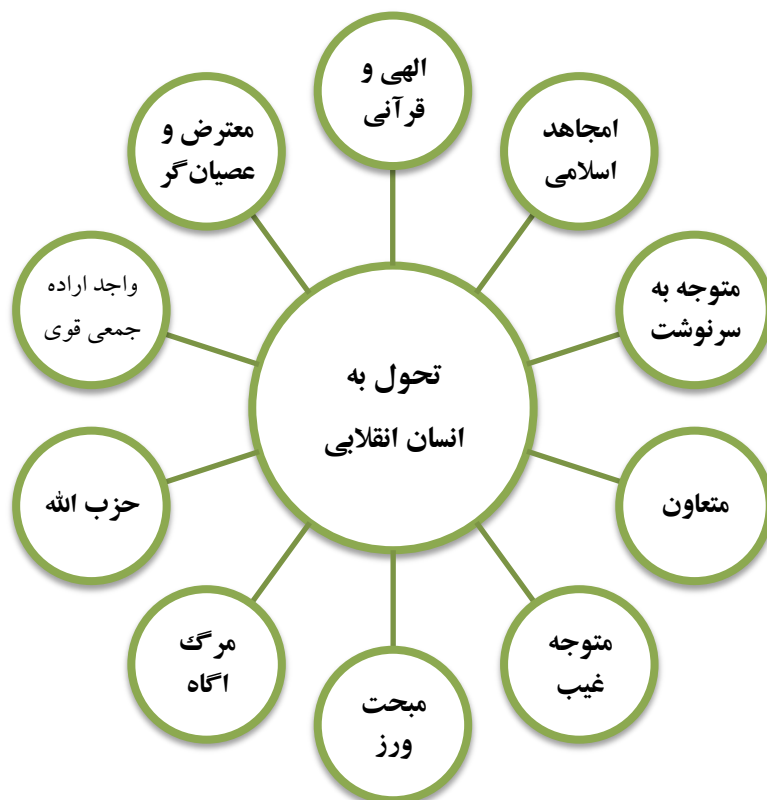 الهی و
قرآنی
امجاهد
اسلامی
متوجه به
سرنوشت
متعاون
متوجه
غیب
مبحت
ورز
مرگ
اگاه
حزب الله
واجد اراده
جمعی قوی
معترض و
عصیان‌گر
تحول به
انسان انقلابی